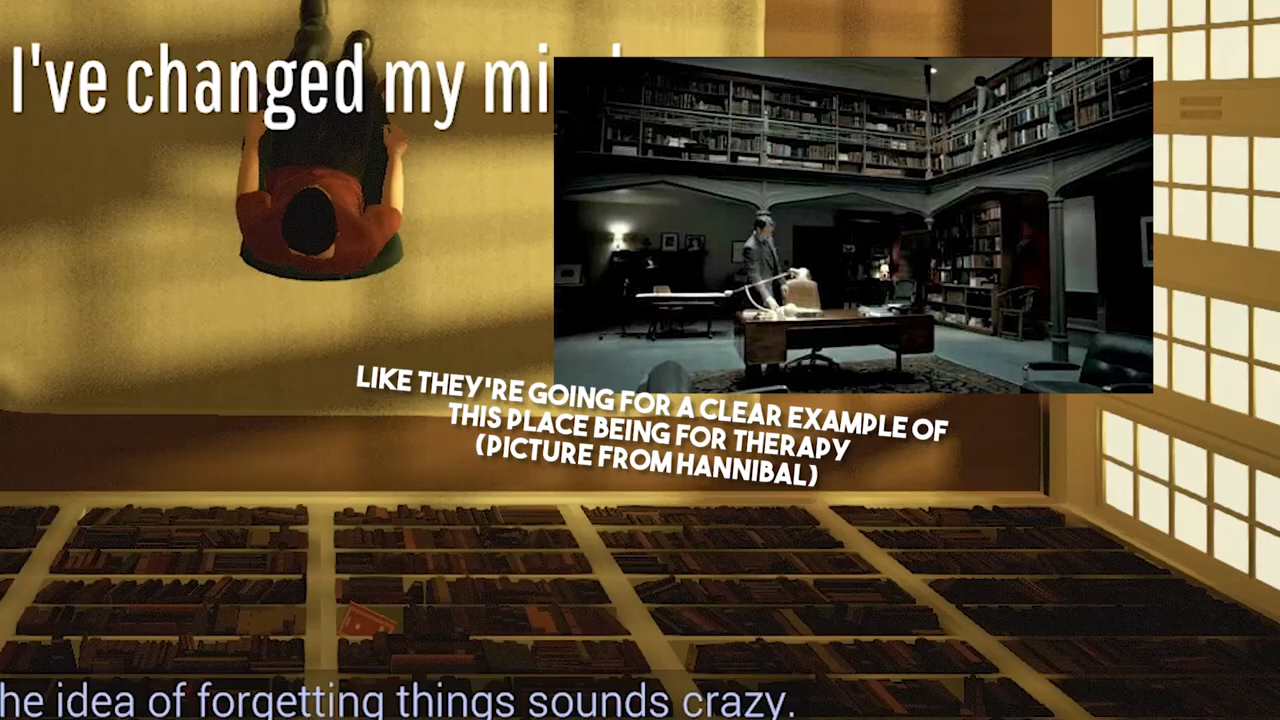 I've changed my mi
LIKE THEY'RE GOING FOR A CLEAR EXAMPLE OF
THIS PLACE BEING FOR THERAPY
(PICTURE FROM HANNIBAL)
he idea of forgetting things sounds crazy.